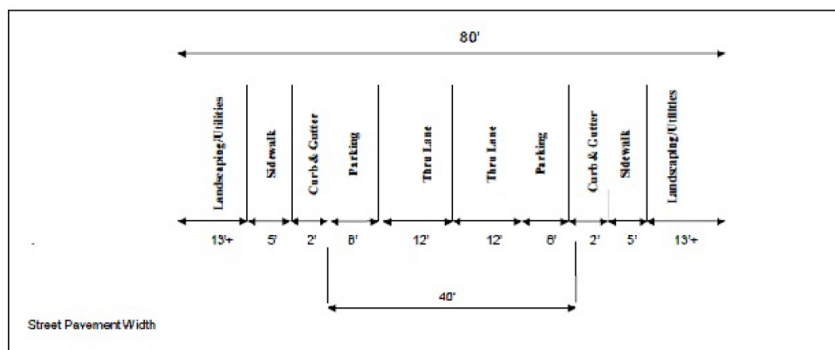 80'
Landscaping/Utilities Sidewalk Curb & Gutter Parking Thru Lane Thru Lane Parking Curb & Gutter Sidewalk Landscaping/Utilities
13'+ 5' 2' 8' 12' 12' 8' 2' 5' 13'+
40'
Street Pavement Width